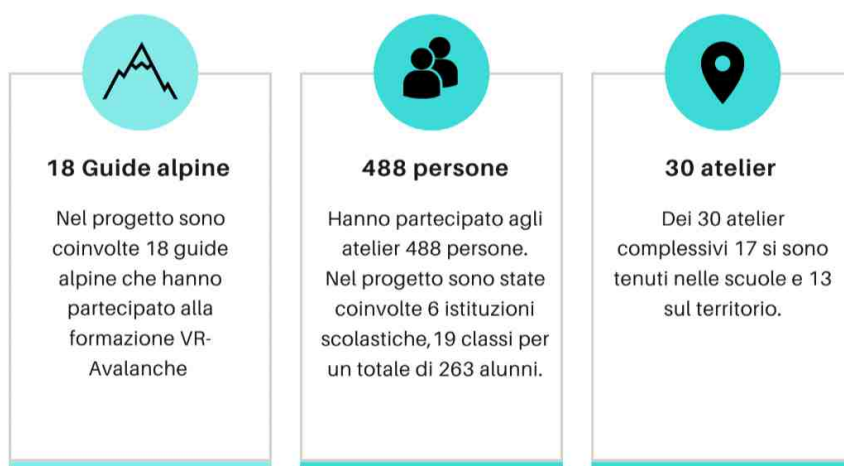 18 Guide alpine
Nel progetto sono
coinvolte 18 guide
alpine che hanno
partecipato alla
formazione VR-
Avalanche
488 persone
Hanno partecipato agli
atelier 488 persone.
Nel progetto sono state
coinvolte 6 istituzioni
scolastiche, 19 classi per
un totale di 263 alunni.
30 atelier
Dei 30 atelier
complessivi 17 si sono
tenuti nelle scuole e 13
sul territorio.